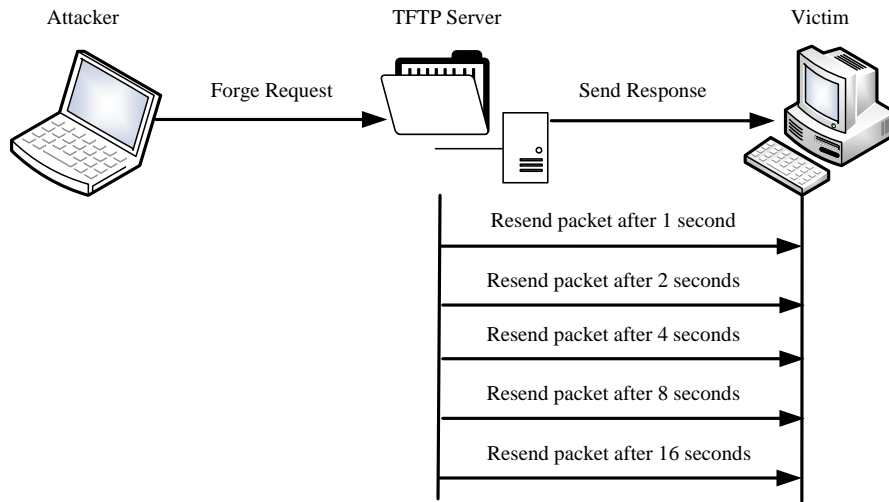 Attacker
TFTP Server
Victim
Forge Request
Send Response
Resend packet after 1 second
Resend packet after 2 seconds
Resend packet after 4 seconds
Resend packet after 8 seconds
Resend packet after 16 seconds